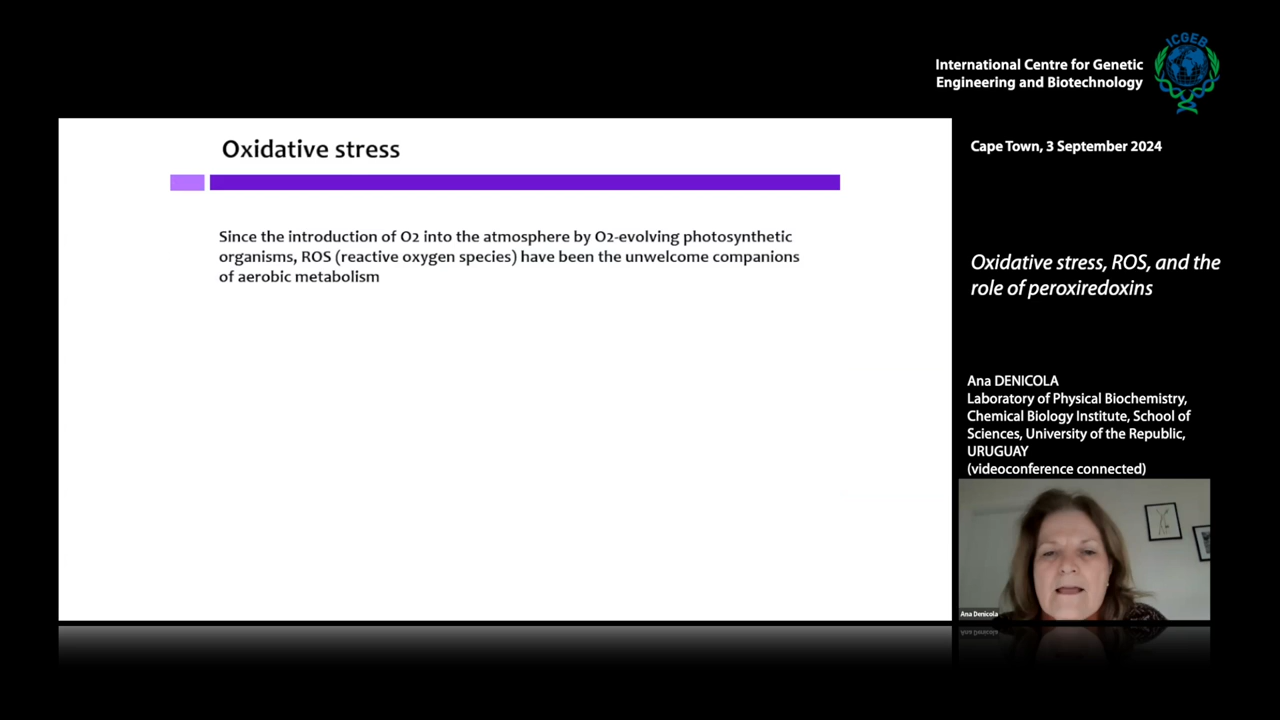 ICGEB
International Centre for Genetic
Engineering and Biotechnology
Cape Town, 3 September 2024
Oxidative stress
Since the introduction of O2 into the atmosphere by O2-evolving photosynthetic
organisms, ROS (reactive oxygen species) have been the unwelcome companions
of aerobic metabolism
Oxidative stress, ROS, and the
role of peroxiredoxins
Ana DENICOLA
Laboratory of Physical Biochemistry,
Chemical Biology Institute, School of
Sciences, University of the Republic,
URUGUAY
(videoconference connected)
Ana Denicola